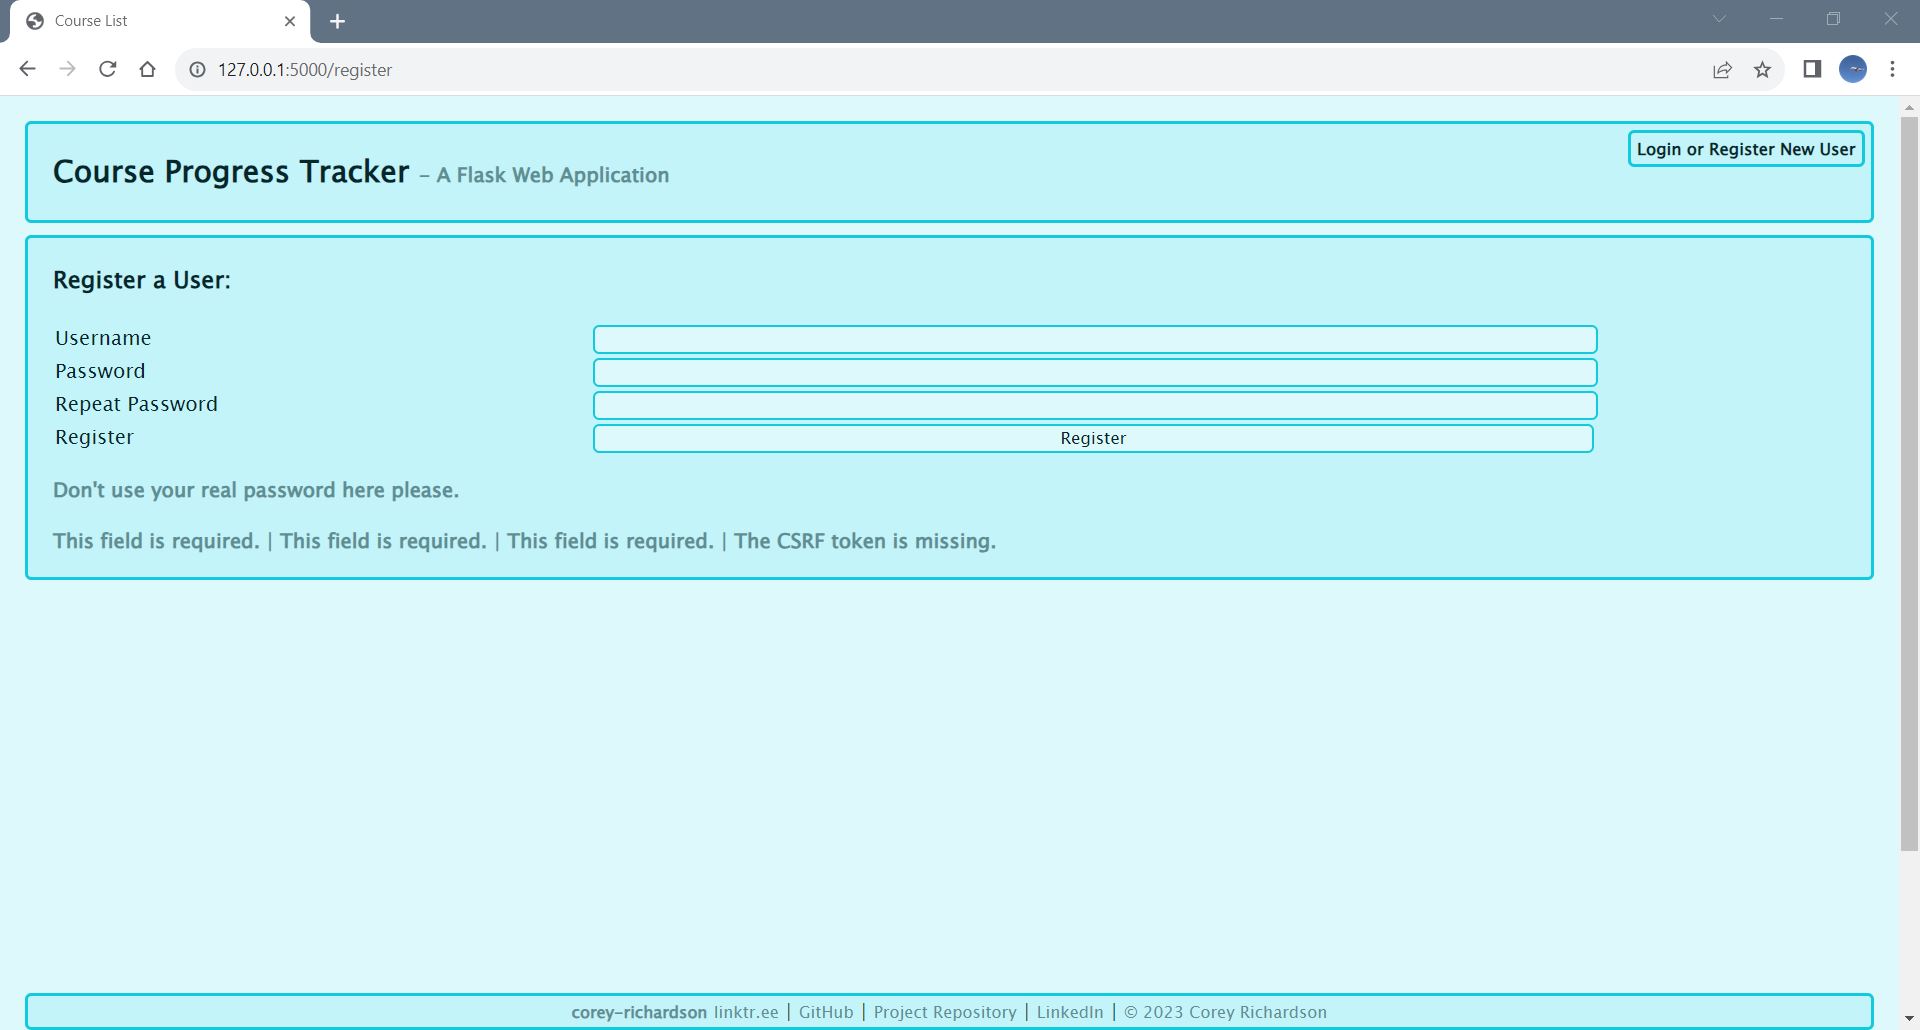 Course List
127.0.0.1:5000/register
Login or Register New User
Course Progress Tracker - A Flask Web Application
Register a User:
Username
Password
Repeat Password
Register Register
Don't use your real password here please.
This field is required. | This field is required. | This field is required. | The CSRF token is missing.
corey-richardson linktr.ee | GitHub | Project Repository | LinkedIn | © 2023 Corey Richardson